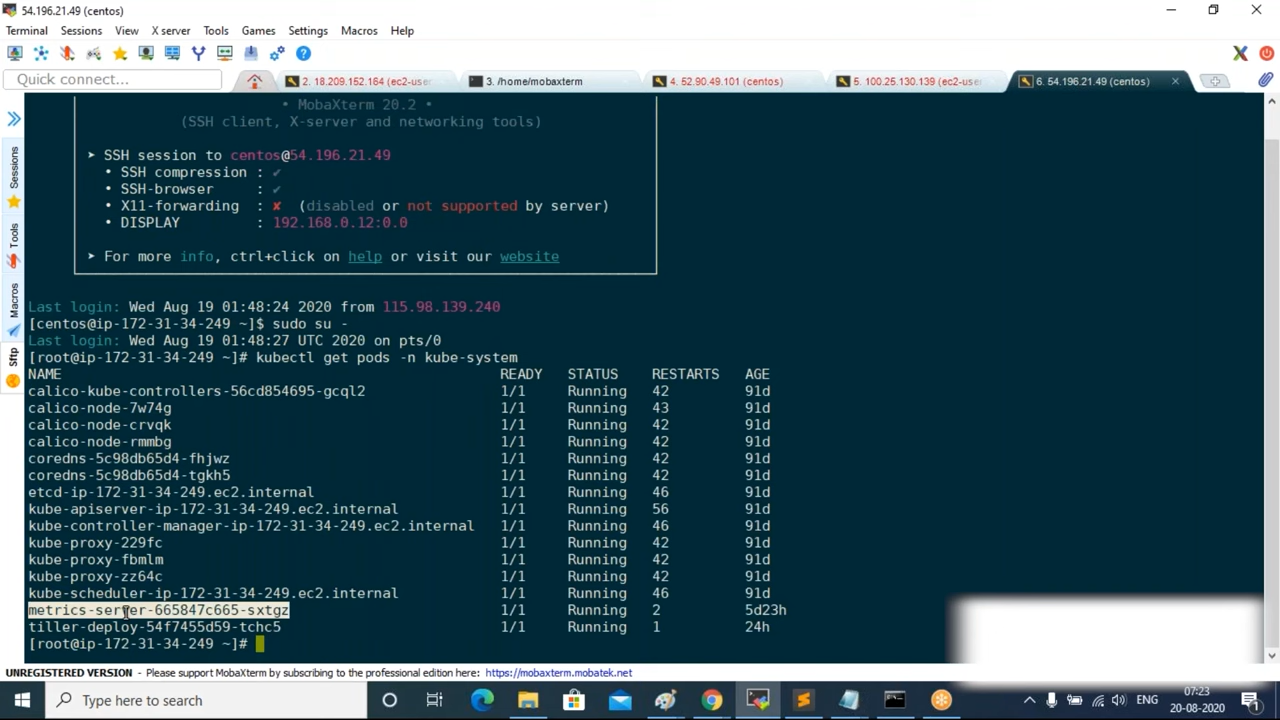 54.196.21.49 (centos)
Terminal Sessions View X server Tools Games Settings Macros Help
Quick connect...
2. 18.209.152.164 (ec2-user
3. /home/mobaxterm
4. 52.90.49.101 (centos)
5. 100.25.130.139 (ec2-use
6. 54.196.21.49 (centos)
Sessions
Tools
Macros
Sftp
• MobaXterm 20.2 •
(SSH client, X-server and networking tools)
➤ SSH session to centos@54.196.21.49
• SSH compression : ✔
• SSH-browser : ✔
• X11-forwarding : ✘ (disabled or not supported by server)
• DISPLAY : 192.168.0.12:0.0
➤ For more info, ctrl+click on help or visit our website
Last login: Wed Aug 19 01:48:24 2020 from 115.98.139.240
[centos@ip-172-31-34-249 ~]$ sudo su -
Last login: Wed Aug 19 01:48:27 UTC 2020 on pts/0
[root@ip-172-31-34-249 ~]# kubectl get pods -n kube-system
NAME READY STATUS RESTARTS AGE
calico-kube-controllers-56cd854695-gcql2 1/1 Running 42 91d
calico-node-7w74g 1/1 Running 43 91d
calico-node-crvqk 1/1 Running 42 91d
calico-node-rmmbg 1/1 Running 42 91d
coredns-5c98db65d4-fhjwz 1/1 Running 42 91d
coredns-5c98db65d4-tgkh5 1/1 Running 42 91d
etcd-ip-172-31-34-249.ec2.internal 1/1 Running 46 91d
kube-apiserver-ip-172-31-34-249.ec2.internal 1/1 Running 56 91d
kube-controller-manager-ip-172-31-34-249.ec2.internal 1/1 Running 46 91d
kube-proxy-229fc 1/1 Running 42 91d
kube-proxy-fbmlm 1/1 Running 42 91d
kube-proxy-zz64c 1/1 Running 42 91d
kube-scheduler-ip-172-31-34-249.ec2.internal 1/1 Running 46 91d
metrics-server-665847c665-sxtgz 1/1 Running 2 5d23h
tiller-deploy-54f7455d59-tchc5 1/1 Running 1 24h
[root@ip-172-31-34-249 ~]#
UNREGISTERED VERSION - Please support MobaXterm by subscribing to the professional edition here: https://mobaxterm.mobatek.net
Type here to search
ENG
07:23
20-08-2020
1